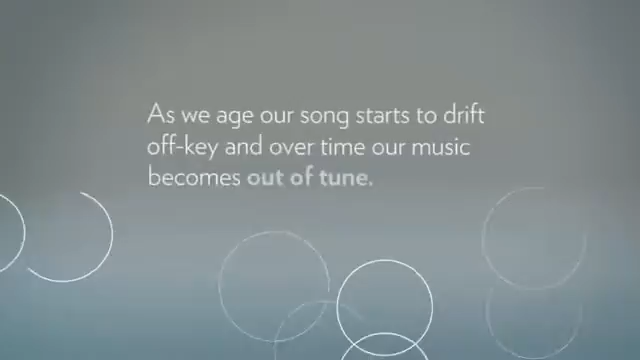 As we age our song starts to drift
off-key and over time our music
becomes out of tune.